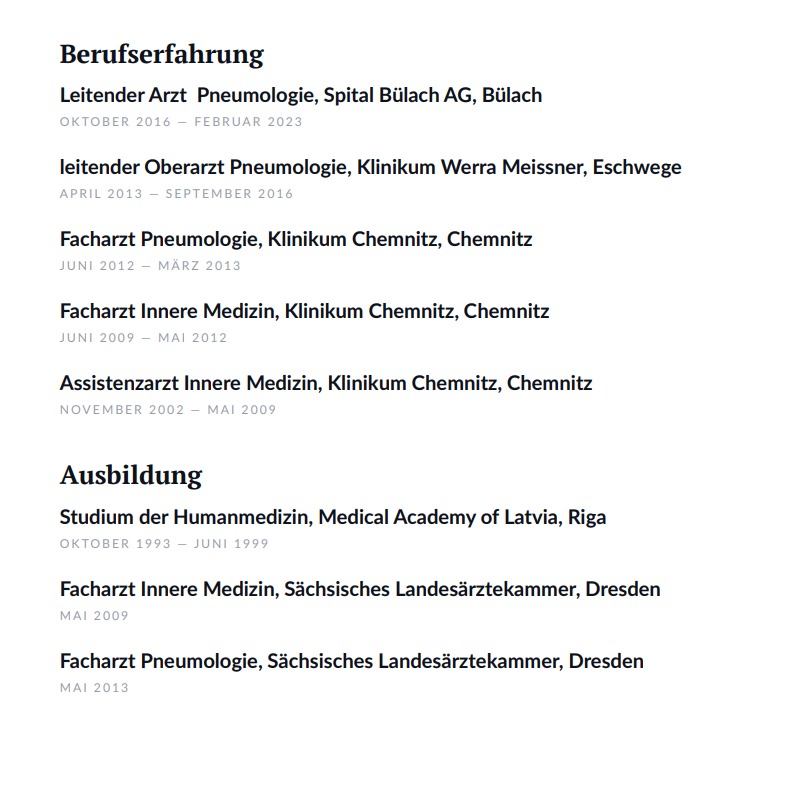 Berufserfahrung
Leitender Arzt  Pneumologie, Spital Bülach AG, Bülach
OKTOBER 2016 — FEBRUAR 2023
leitender Oberarzt Pneumologie, Klinikum Werra Meissner, Eschwege
APRIL 2013 — SEPTEMBER 2016
Facharzt Pneumologie, Klinikum Chemnitz, Chemnitz
JUNI 2012 — MÄRZ 2013
Facharzt Innere Medizin, Klinikum Chemnitz, Chemnitz
JUNI 2009 — MAI 2012
Assistenzarzt Innere Medizin, Klinikum Chemnitz, Chemnitz
NOVEMBER 2002 — MAI 2009
Ausbildung
Studium der Humanmedizin, Medical Academy of Latvia, Riga
OKTOBER 1993 — JUNI 1999
Facharzt Innere Medizin, Sächsisches Landesärztekammer, Dresden
MAI 2009
Facharzt Pneumologie, Sächsisches Landesärztekammer, Dresden
MAI 2013